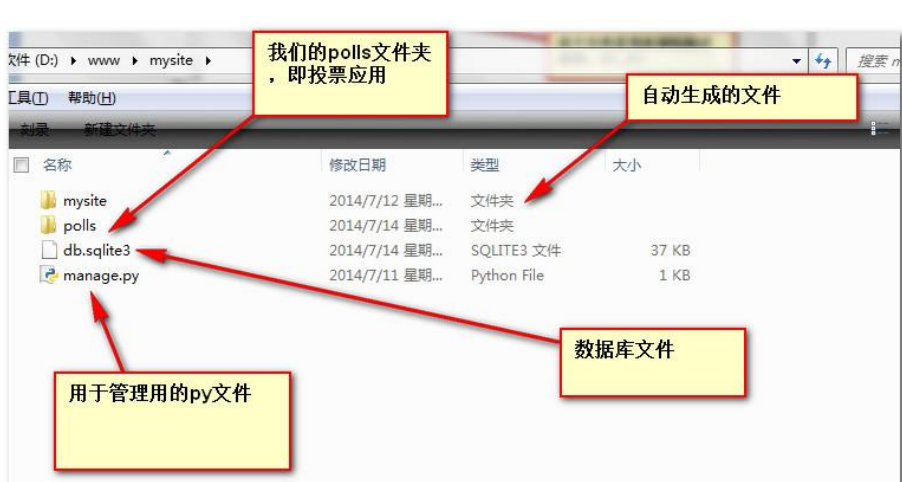 我们的polls文件夹
，即投票应用
软件 (D:) ▸ www ▸ mysite ▸
搜索 m
自动生成的文件
工具(T) 帮助(H)
刻录 新建文件夹
名称 修改日期 类型 大小
mysite 2014/7/12 星期... 文件夹
polls 2014/7/14 星期... 文件夹
db.sqlite3 2014/7/14 星期... SQLITE3 文件 37 KB
manage.py 2014/7/11 星期... Python File 1 KB
数据库文件
用于管理用的py文件